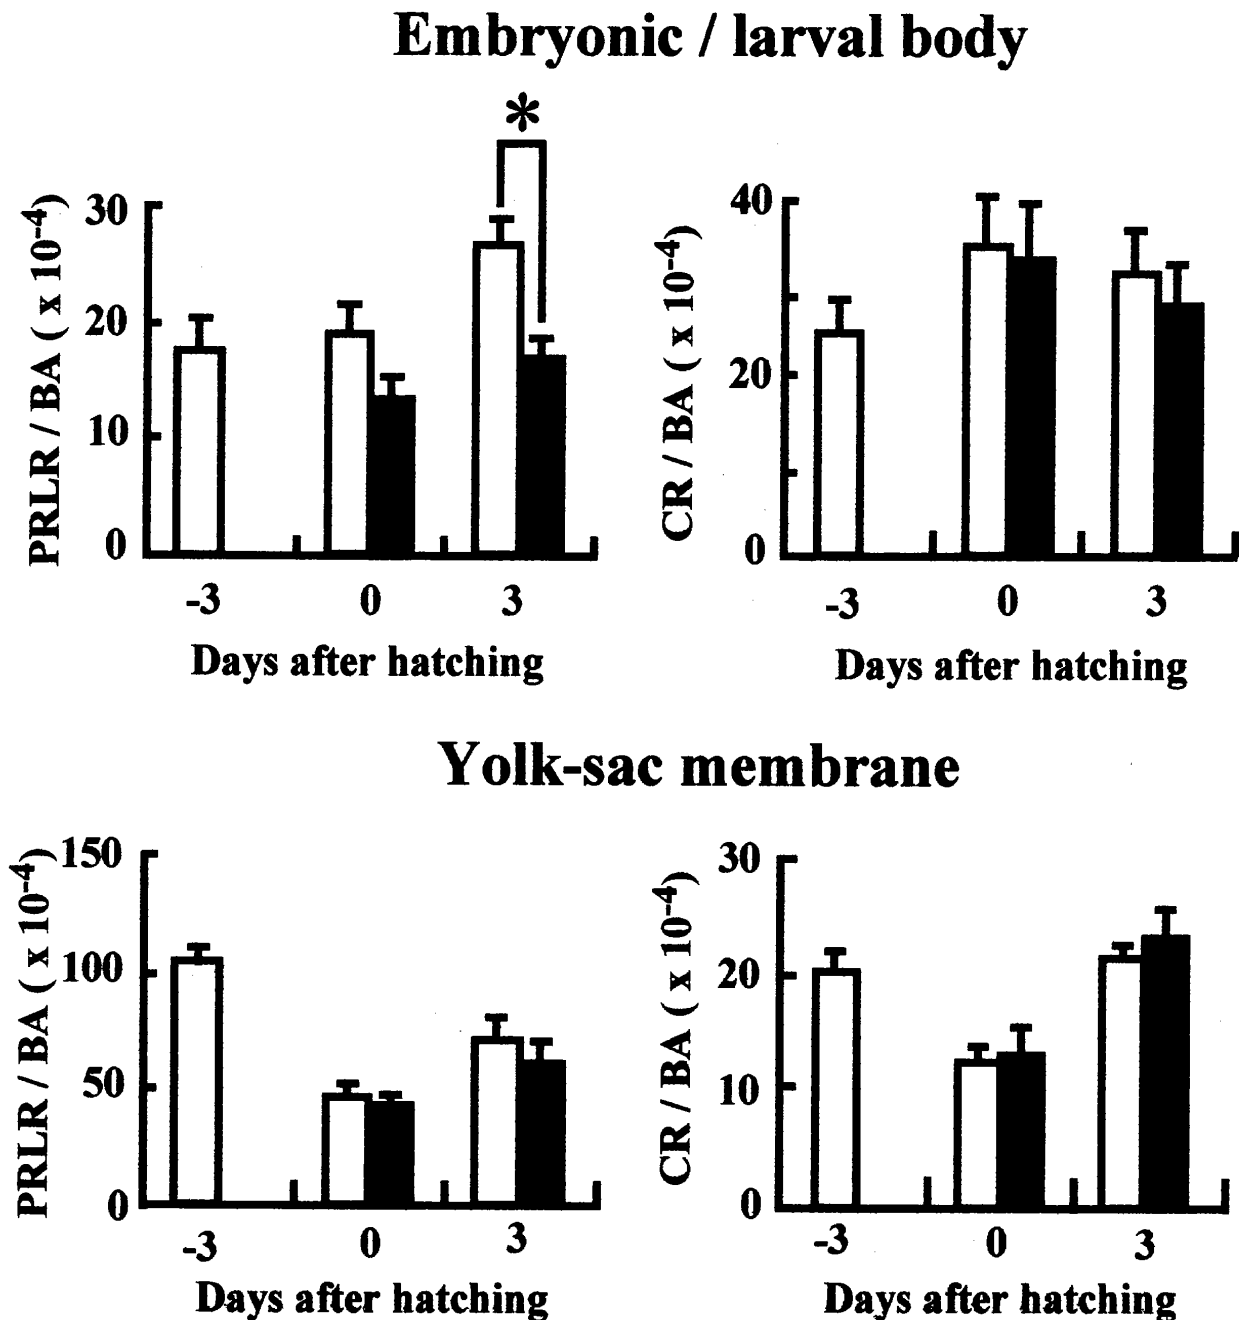 Embryonic / larval body
*
PRLR / BA ( x 10⁻⁴)
30
20
10
0
-3 0 3
Days after hatching
CR / BA ( x 10⁻⁴)
40
20
0
-3 0 3
Days after hatching
Yolk-sac membrane
PRLR / BA ( x 10⁻⁴)
150
100
50
0
-3 0 3
Days after hatching
CR / BA ( x 10⁻⁴)
30
20
10
0
-3 0 3
Days after hatching